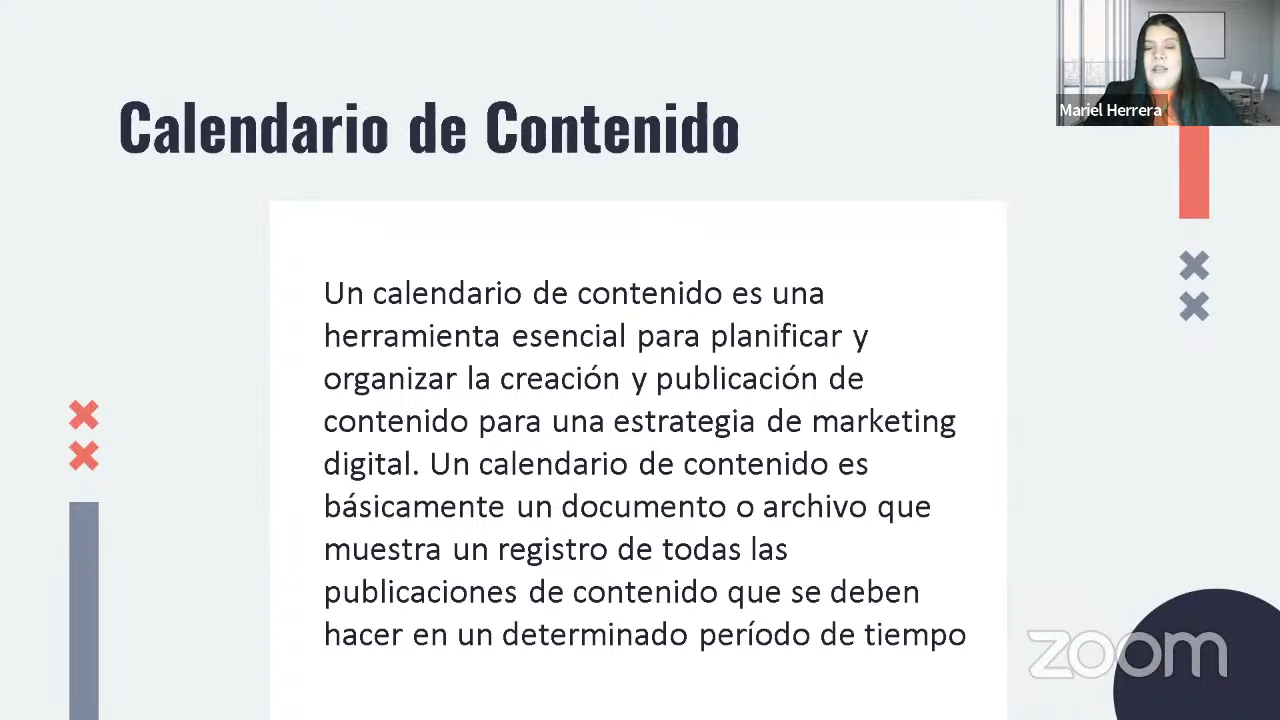 Mariel Herrera
Calendario de Contenido
Un calendario de contenido es una
herramienta esencial para planificar y
organizar la creación y publicación de
contenido para una estrategia de marketing
digital. Un calendario de contenido es
básicamente un documento o archivo que
muestra un registro de todas las
publicaciones de contenido que se deben
hacer en un determinado período de tiempo
zoom